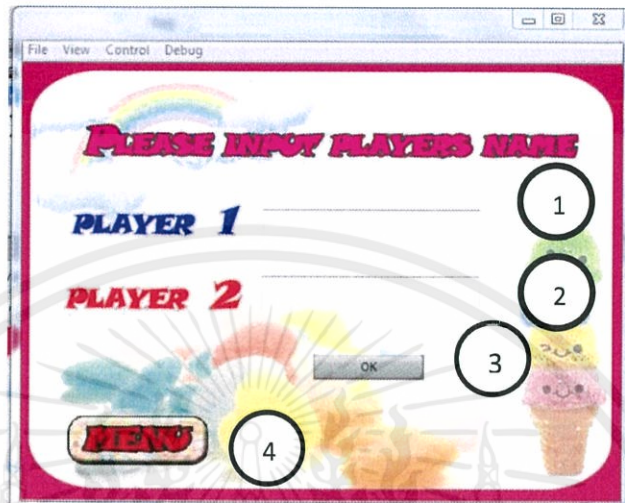 File View Control Debug
PLEASE INPUT PLAYERS NAME
PLAYER 1
1
PLAYER 2
2
OK
3
MENU
4